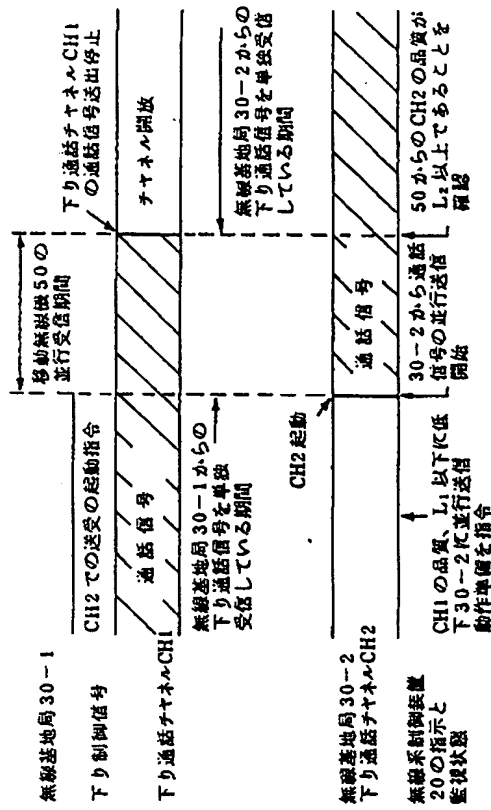 無線基地局30-1
下り制御信号
CH2での送受の起動指令
移動無線機50の
並行受信期間
下り通話チャネルCH1
の通話信号送出停止
下り通話チャネルCH1
通話信号
チャネル開放
無線基地局30-1からの
下り通話信号を単独
受信している期間
無線基地局30-2からの
下り通話信号を単独受信
している期間
CH2起動
無線基地局30-2
下り通話チャネルCH2
通話信号
無線系制御装置
20の指示と
監視状態
CH1の品質、L₁以下に低
下30-2に並行送信
動作準備を指令
30-2から通話
信号の並行送信
開始
50からのCH2の品質が
L₂以上であるととを
確認